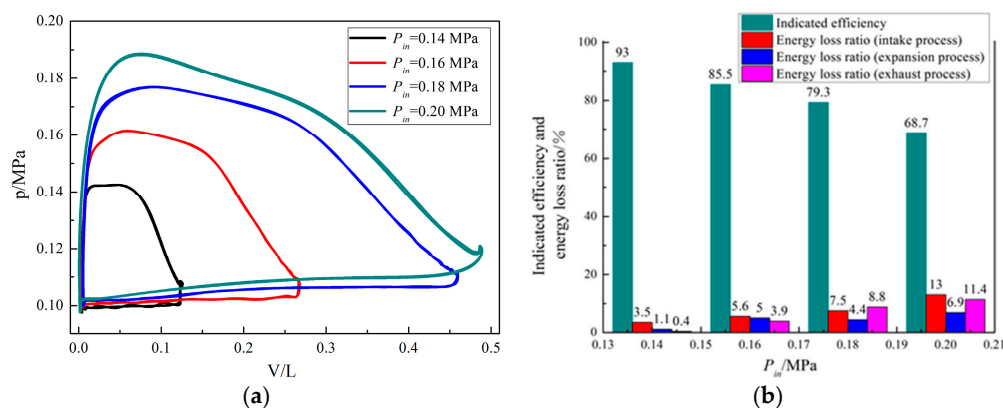 0.20
0.18
0.16
0.14
0.12
0.10
p/MPa
0.0
0.1
0.2
0.3
0.4
0.5
V/L
P_in=0.14 MPa
P_in=0.16 MPa
P_in=0.18 MPa
P_in=0.20 MPa
(a)
Indicated efficiency
Energy loss ratio (intake process)
Energy loss ratio (expansion process)
Energy loss ratio (exhaust process)
100
80
60
40
20
0
Indicated efficiency and
energy loss ratio/%
93
3.5
1.1
0.4
85.5
5.6
5
3.9
79.3
7.5
4.4
8.8
68.7
13
6.9
11.4
0.13
0.14
0.15
0.16
0.17
0.18
0.19
0.20
0.21
P_in/MPa
(b)